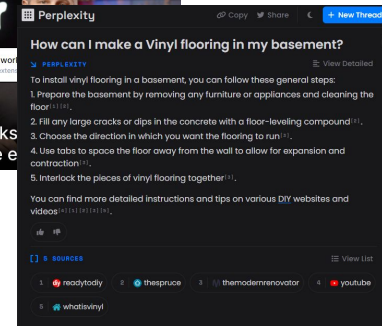 Perplexity
Copy
Share
+ New Thread
How can I make a Vinyl flooring in my basement?
PERPLEXITY
View Detailed
To install vinyl flooring in a basement, you can follow these general steps:
1. Prepare the basement by removing any furniture or appliances and cleaning the
floor[1][2].
2. Fill any large cracks or dips in the concrete with a floor-leveling compound[2].
3. Choose the direction in which you want the flooring to run
4. Use tabs to space the floor away from the wall to allow for expansion and
contraction
5. Interlock the pieces of vinyl flooring together
You can find more detailed instructions and tips on various DIY websites and
videos
5 SOURCES
View List
1 readytodiy
2 thespruce
3 themodernrenovator
4 youtube
5 whatisvinyl